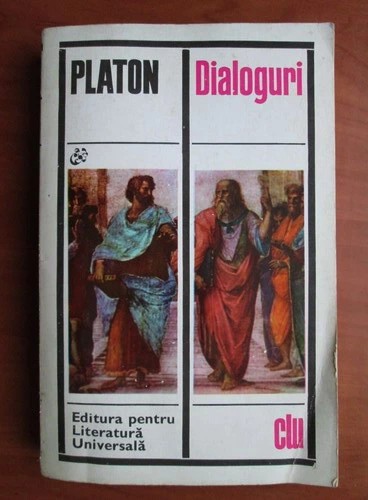 PLATON
Dialoguri
Editura pentru
Literatură
Universală
clu